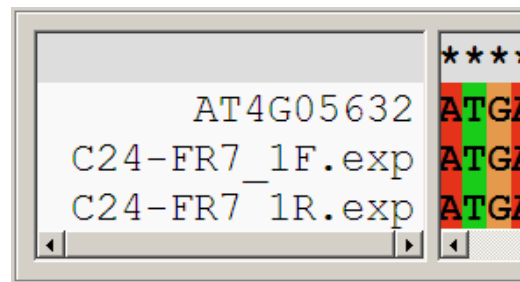 ****
AT4G05632 ATGA
C24-FR7_1F.exp ATGA
C24-FR7_1R.exp ATGA